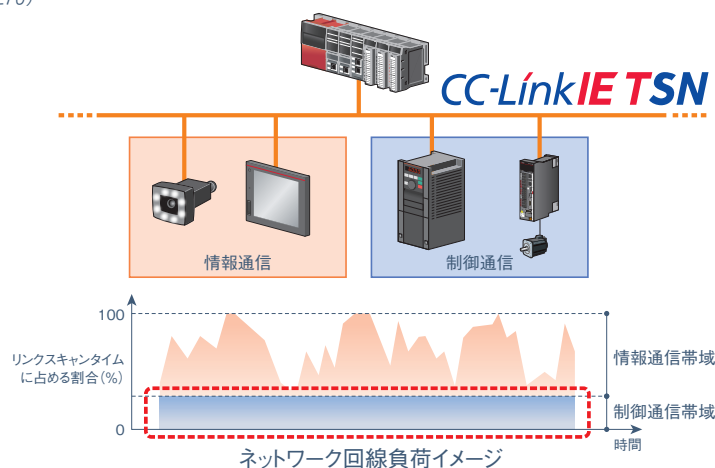 CC-Link IE TSN
情報通信
制御通信
100
リンクスキャンタイム
に占める割合(%)
情報通信帯域
制御通信帯域
0
時間
ネットワーク回線負荷イメージ